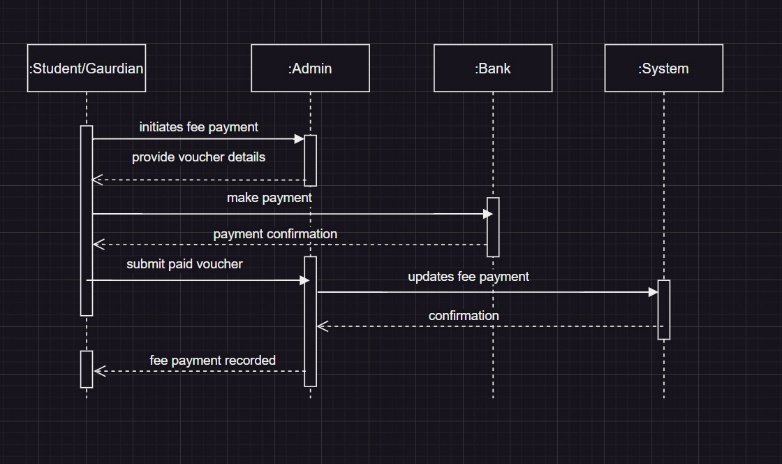 :Student/Gaurdian
:Admin
:Bank
:System
initiates fee payment
provide voucher details
make payment
payment confirmation
submit paid voucher
updates fee payment
confirmation
fee payment recorded